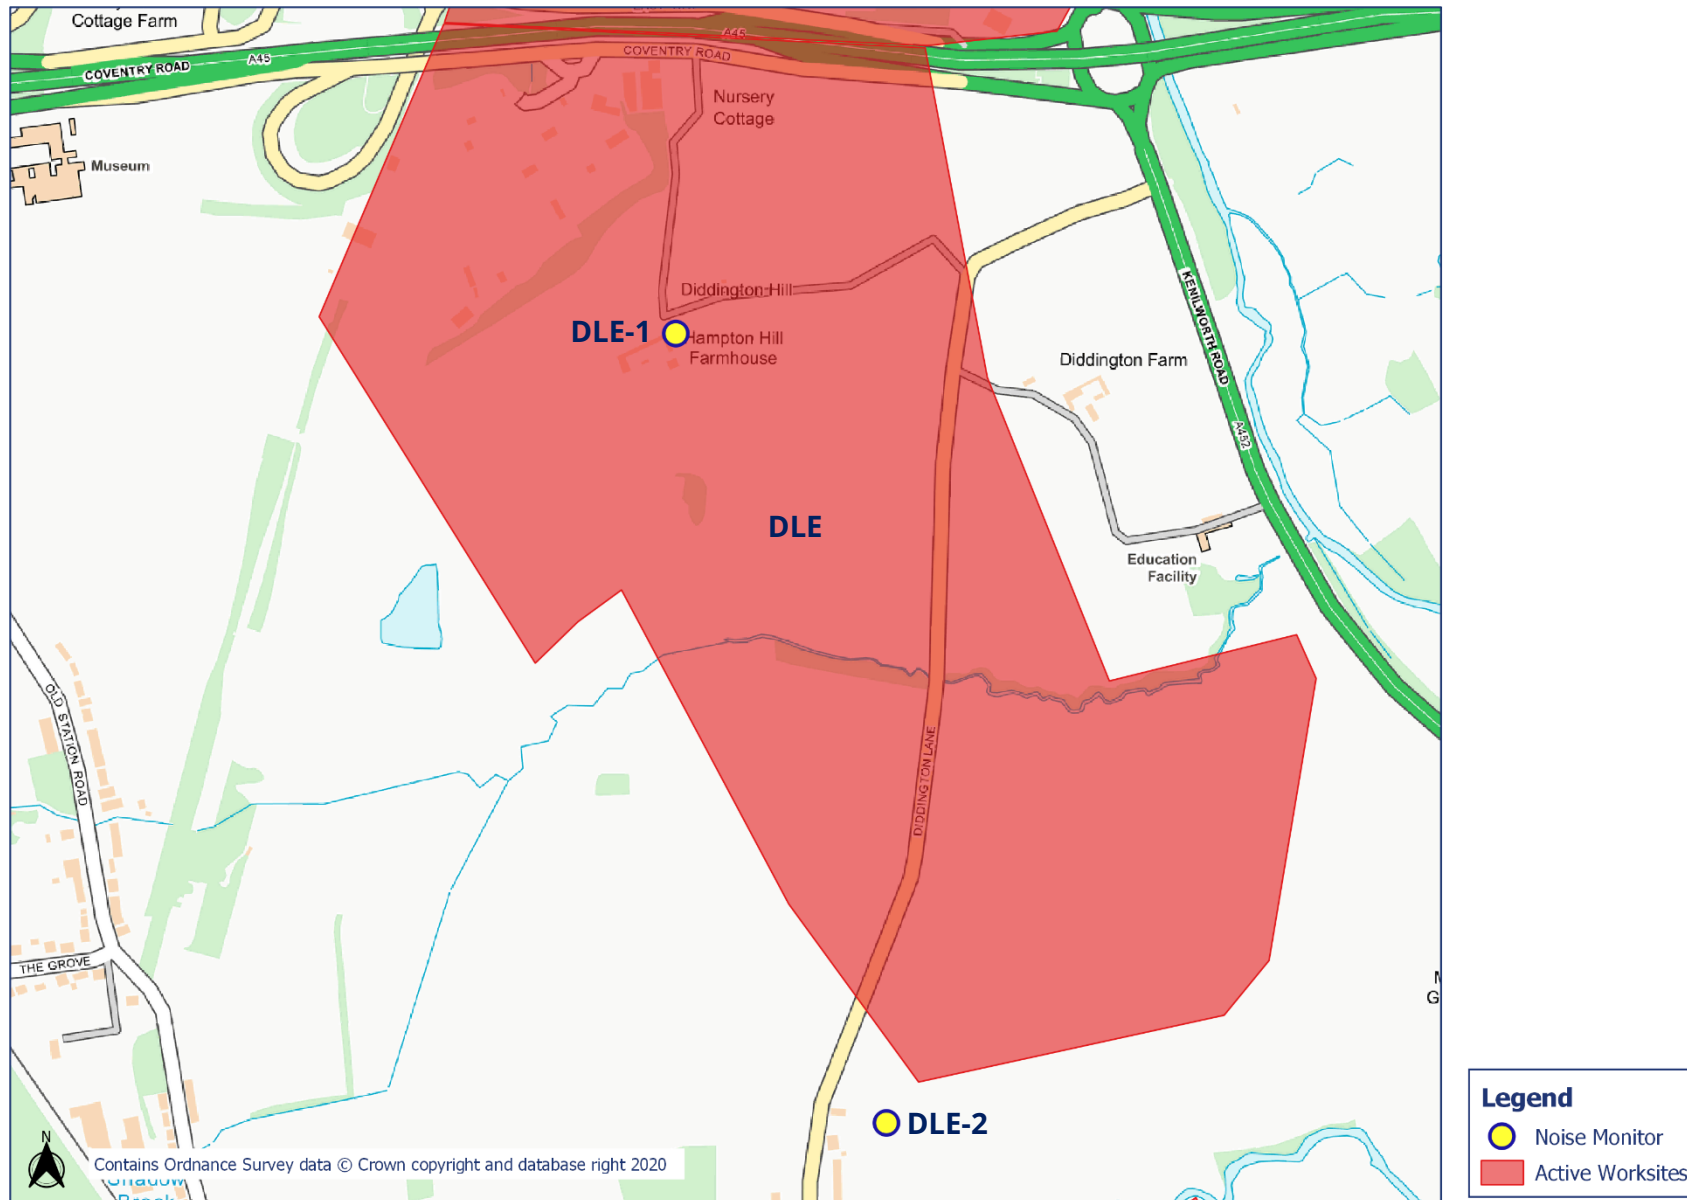 Cottage Farm
A45
COVENTRY ROAD
A45
COVENTRY ROAD
Nursery
Cottage
Museum
Diddington Hill
DLE-1
Hampton Hill
Farmhouse
KENILWORTH ROAD
Diddington Farm
A452
DLE
Education
Facility
OLD STATION ROAD
DIDDINGTON LANE
THE GROVE
G
DLE-2
N
Contains Ordnance Survey data © Crown copyright and database right 2020
Shadow
Brook
Legend
Noise Monitor
Active Worksites